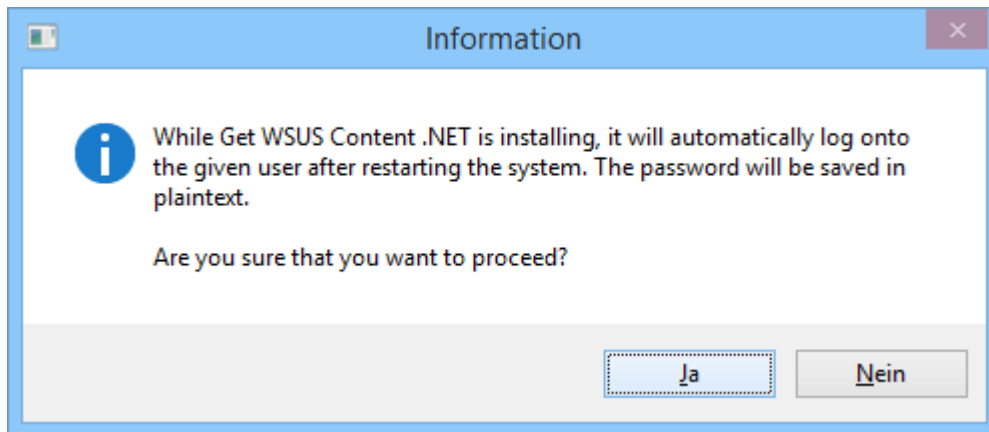 Information
While Get WSUS Content .NET is installing, it will automatically log onto
the given user after restarting the system. The password will be saved in
plaintext.
Are you sure that you want to proceed?
Ja
Nein